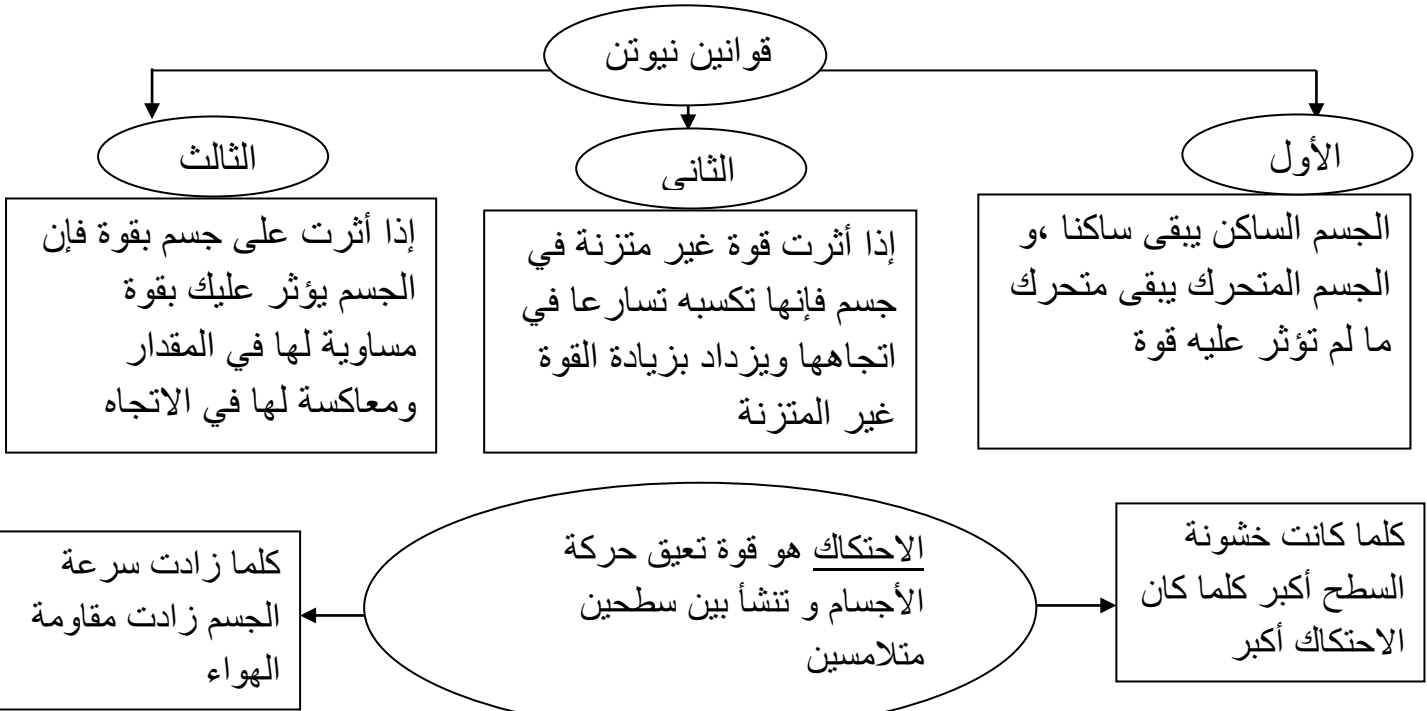 قوانين نيوتن
الأول
الثاني
الثالث
الجسم الساكن يبقى ساكنا ،و
الجسم المتحرك يبقى متحرك
ما لم تؤثر عليه قوة
إذا أثرت قوة غير متزنة في
جسم فإنها تكسبه تسارعا في
اتجاهها ويزداد بزيادة القوة
غير المتزنة
إذا أثرت على جسم بقوة فإن
الجسم يؤثر عليك بقوة
مساوية لها في المقدار
ومعاكسة لها في الاتجاه
كلما كانت خشونة
السطح أكبر كلما كان
الاحتكاك أكبر
الاحتكاك هو قوة تعيق حركة
الأجسام و تنشأ بين سطحين
متلامسين
كلما زادت سرعة
الجسم زادت مقاومة
الهواء